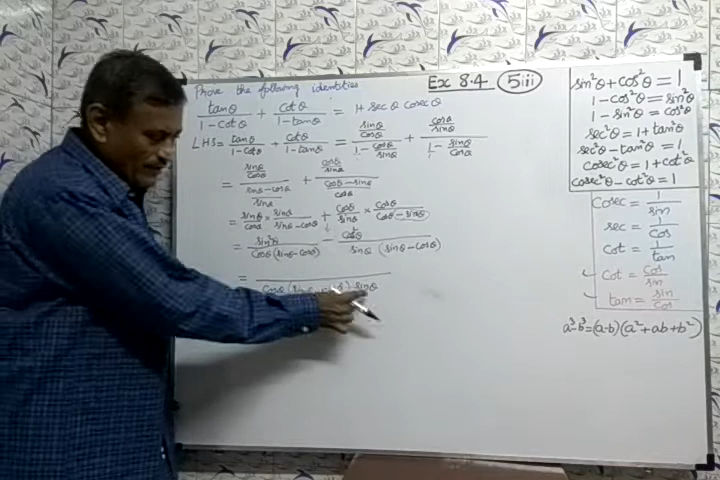 Prove the following identities
Ex 8.4 5iii
tanθ/(1-cotθ) + cotθ/(1-tanθ) = 1+ secθ cosecθ
LHS = tanθ/(1-cotθ) + cotθ/(1-tanθ) = (sinθ/cosθ)/(1-cosθ/sinθ) + (cosθ/sinθ)/(1-sinθ/cosθ)
= (sinθ/cosθ)/((sinθ-cosθ)/sinθ) + (cosθ/sinθ)/((cosθ-sinθ)/cosθ)
= sinθ/cosθ × sinθ/(sinθ-cosθ) + cosθ/sinθ × cosθ/(cosθ-sinθ)
= sin²θ/(cosθ(sinθ-cosθ)) - cos²θ/(sinθ (sinθ-cosθ))
= /(cosθ (sinθ - cosθ) sinθ)
sin²θ+cos²θ = 1
1-cos²θ = sin²θ
1-sin²θ = cos²θ
sec²θ = 1+tan²θ
sec²θ-tan²θ = 1
cosec²θ = 1+cot²θ
cosec²θ-cot²θ = 1
Cosec = 1/sin
sec = 1/cos
cot = 1/tan
Cot = cos/sin
tan = sin/cos
a³-b³=(a-b)(a²+ab+b²)